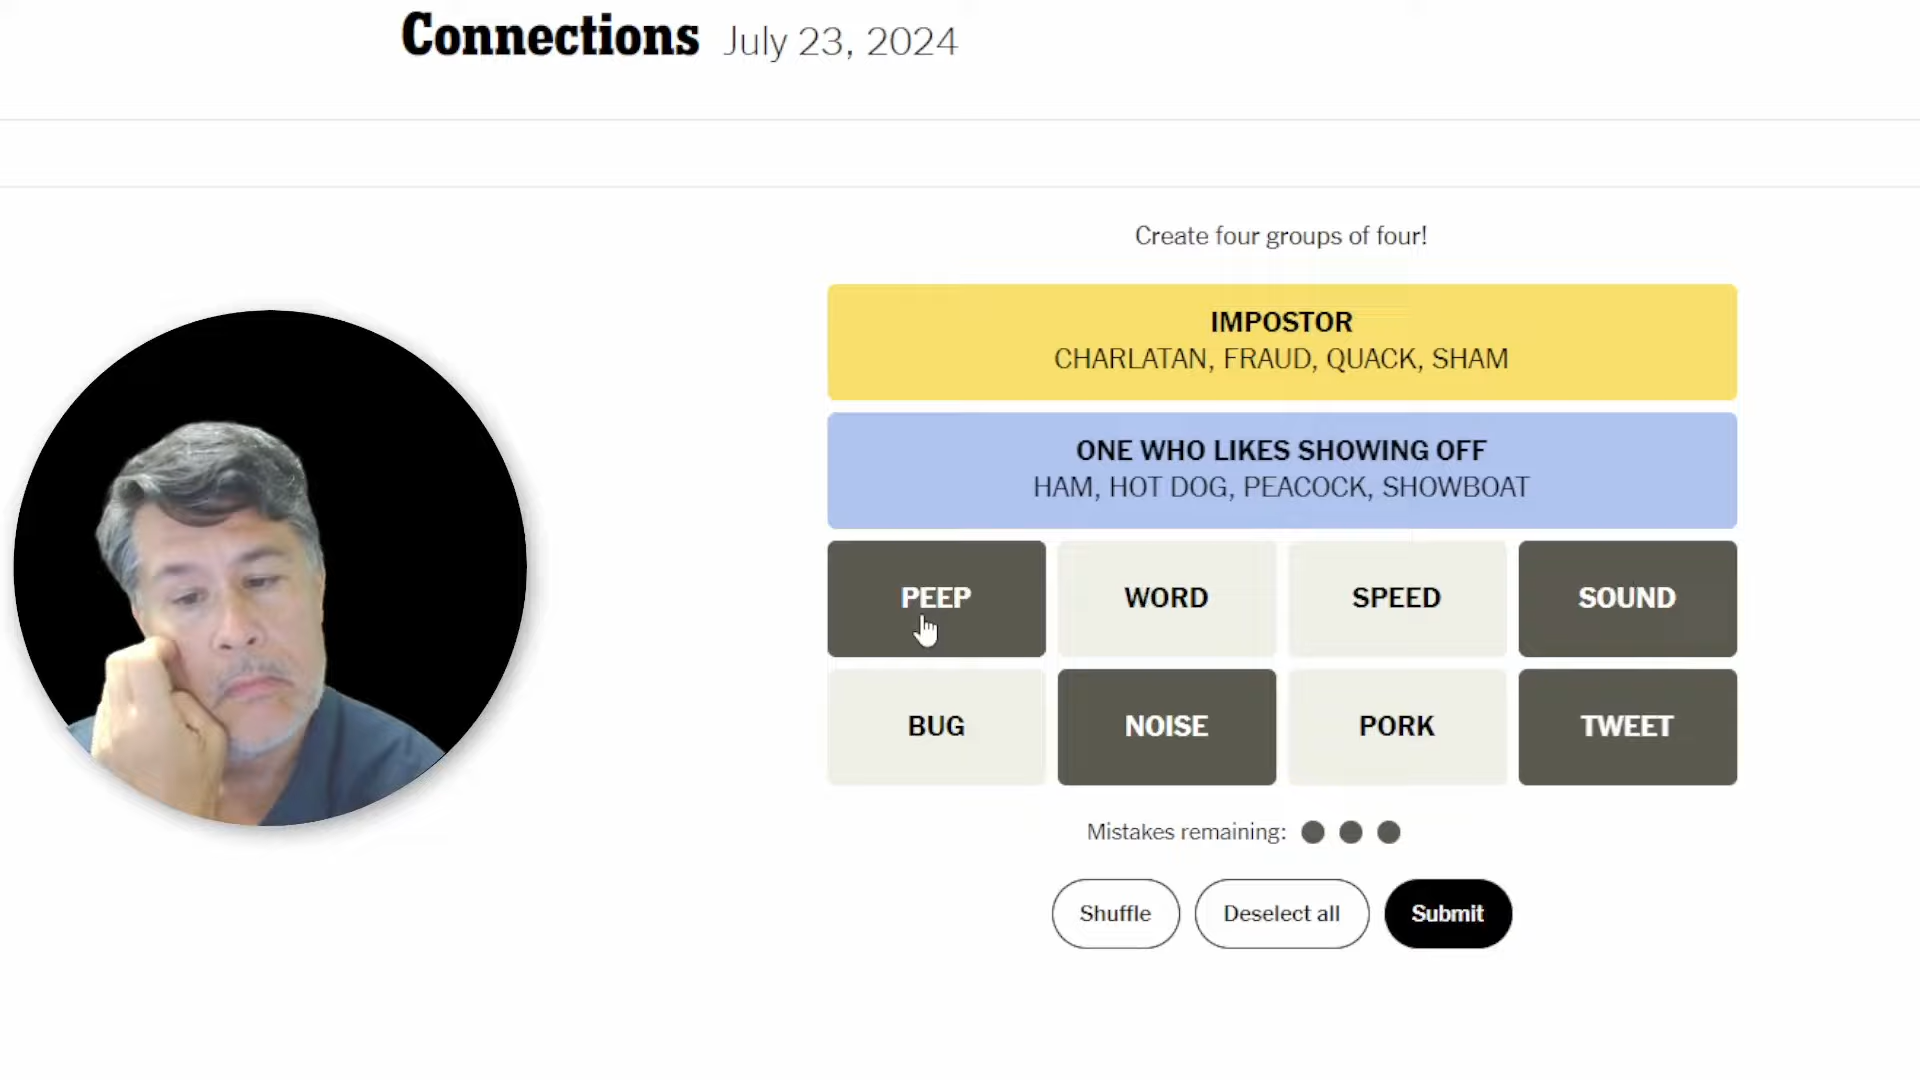 Connections July 23, 2024
Create four groups of four!
IMPOSTOR
CHARLATAN, FRAUD, QUACK, SHAM
ONE WHO LIKES SHOWING OFF
HAM, HOT DOG, PEACOCK, SHOWBOAT
PEEP WORD SPEED SOUND
BUG NOISE PORK TWEET
Mistakes remaining:
Shuffle Deselect all Submit